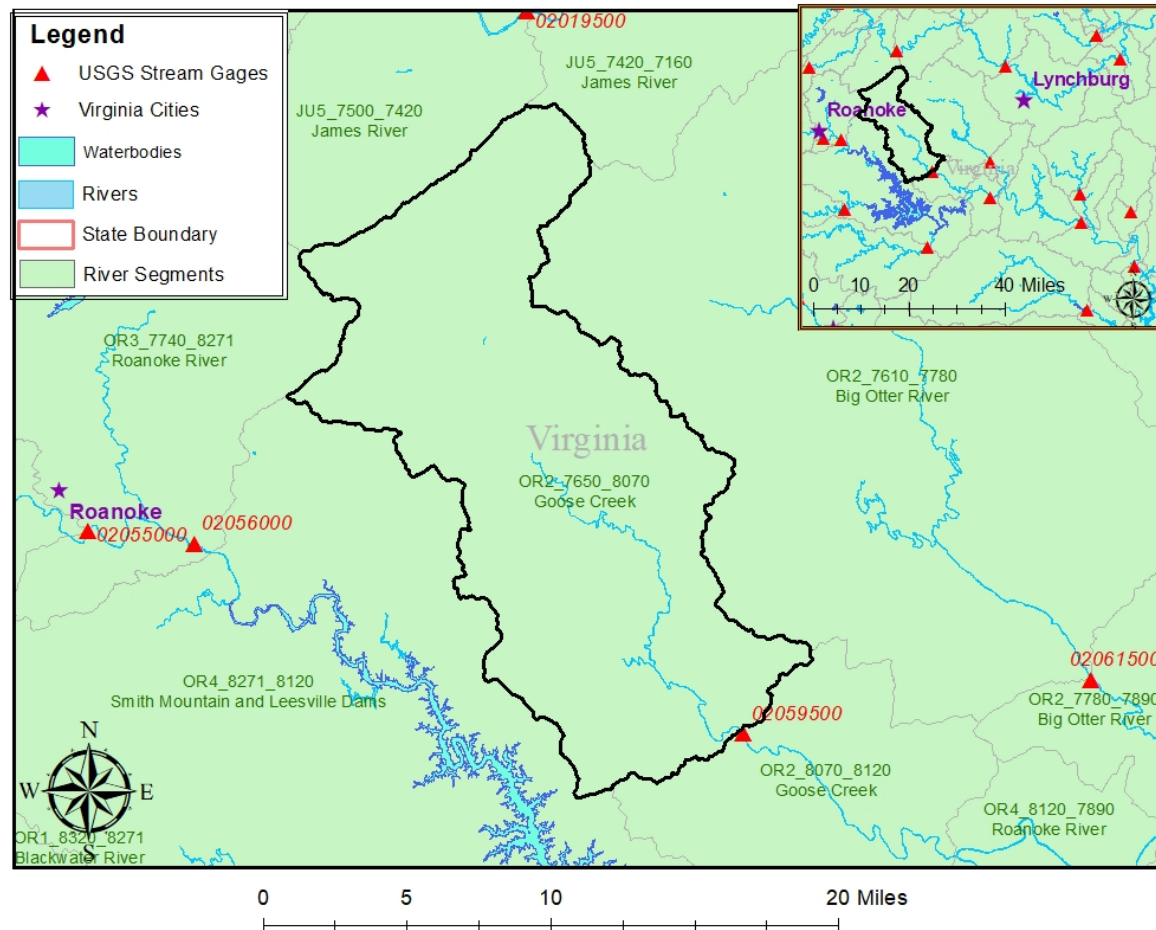 Legend
USGS Stream Gages
Virginia Cities
Waterbodies
Rivers
State Boundary
River Segments
02019500
JU5_7420_7160
James River
JU5_7500_7420
James River
Lynchburg
Roanoke
Virginia
0 10 20 40 Miles
W
OR3_7740_8271
Roanoke River
OR2_7610_7780
Big Otter River
Virginia
OR2_7650_8070
Goose Creek
Roanoke
02055000
02056000
02061500
OR4_8271_8120
Smith Mountain and Leesville Dams
OR2_7780_7890
Big Otter River
02059500
N
W E
S
OR2_8070_8120
Goose Creek
OR4_8120_7890
Roanoke River
OR1_8320_8271
Blackwater River
0 5 10 20 Miles